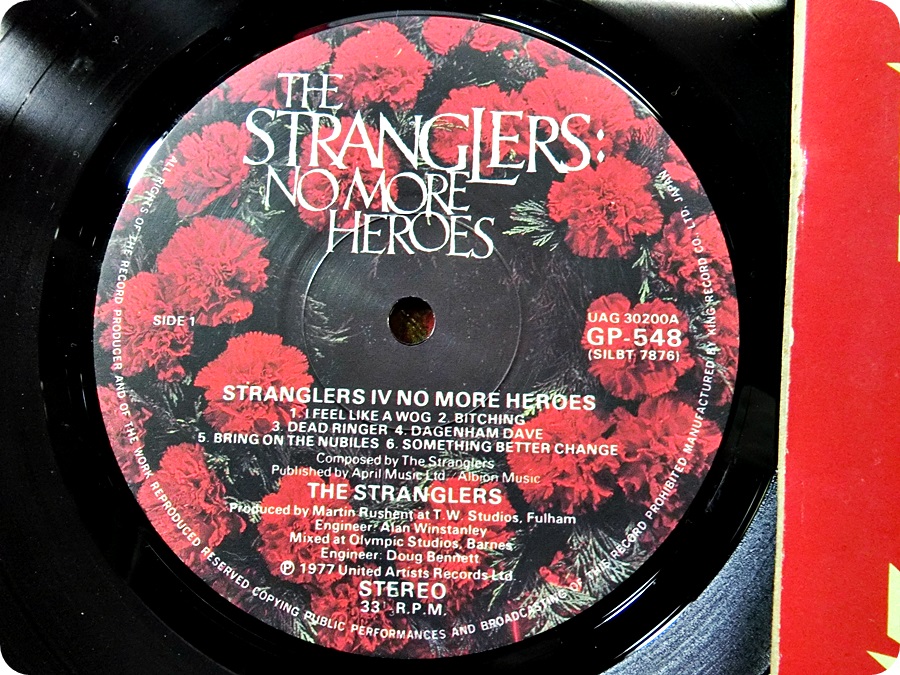 THE
STRANGLERS:
NO MORE
HEROES
SIDE 1
UAG 30200A
GP-548
(SILBT 7876)
STRANGLERS IV NO MORE HEROES
1. I FEEL LIKE A WOG 2. BITCHING
3. DEAD RINGER 4. DAGENHAM DAVE
5. BRING ON THE NUBILES 6. SOMETHING BETTER CHANGE
Composed by The Stranglers
Published by April Music Ltd. Albion Music
THE STRANGLERS
Produced by Martin Rushent at T.W. Studios, Fulham
Engineer: Alan Winstanley
Mixed at Olympic Studios, Barnes
Engineer: Doug Bennett
℗ 1977 United Artists Records Ltd.
STEREO
33 R.P.M.
ALL RIGHTS OF THE RECORD PRODUCER AND OF THE WORK REPRODUCED RESERVED COPYING PUBLIC PERFORMANCES AND BROADCASTING OF THIS RECORD PROHIBITED MANUFACTURED BY KING RECORD CO., LTD. JAPAN